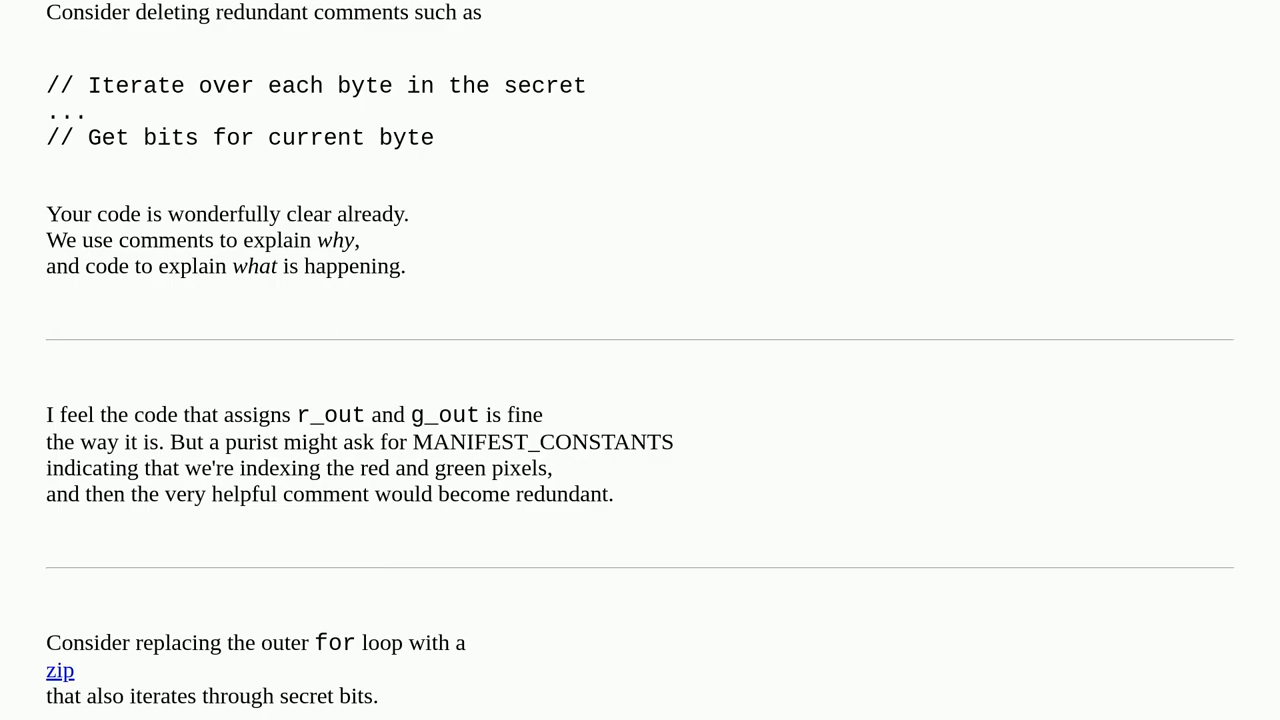 Consider deleting redundant comments such as
// Iterate over each byte in the secret
...
// Get bits for current byte
Your code is wonderfully clear already.
We use comments to explain why,
and code to explain what is happening.
I feel the code that assigns r_out and g_out is fine
the way it is. But a purist might ask for MANIFEST_CONSTANTS
indicating that we're indexing the red and green pixels,
and then the very helpful comment would become redundant.
Consider replacing the outer for loop with a
zip
that also iterates through secret bits.